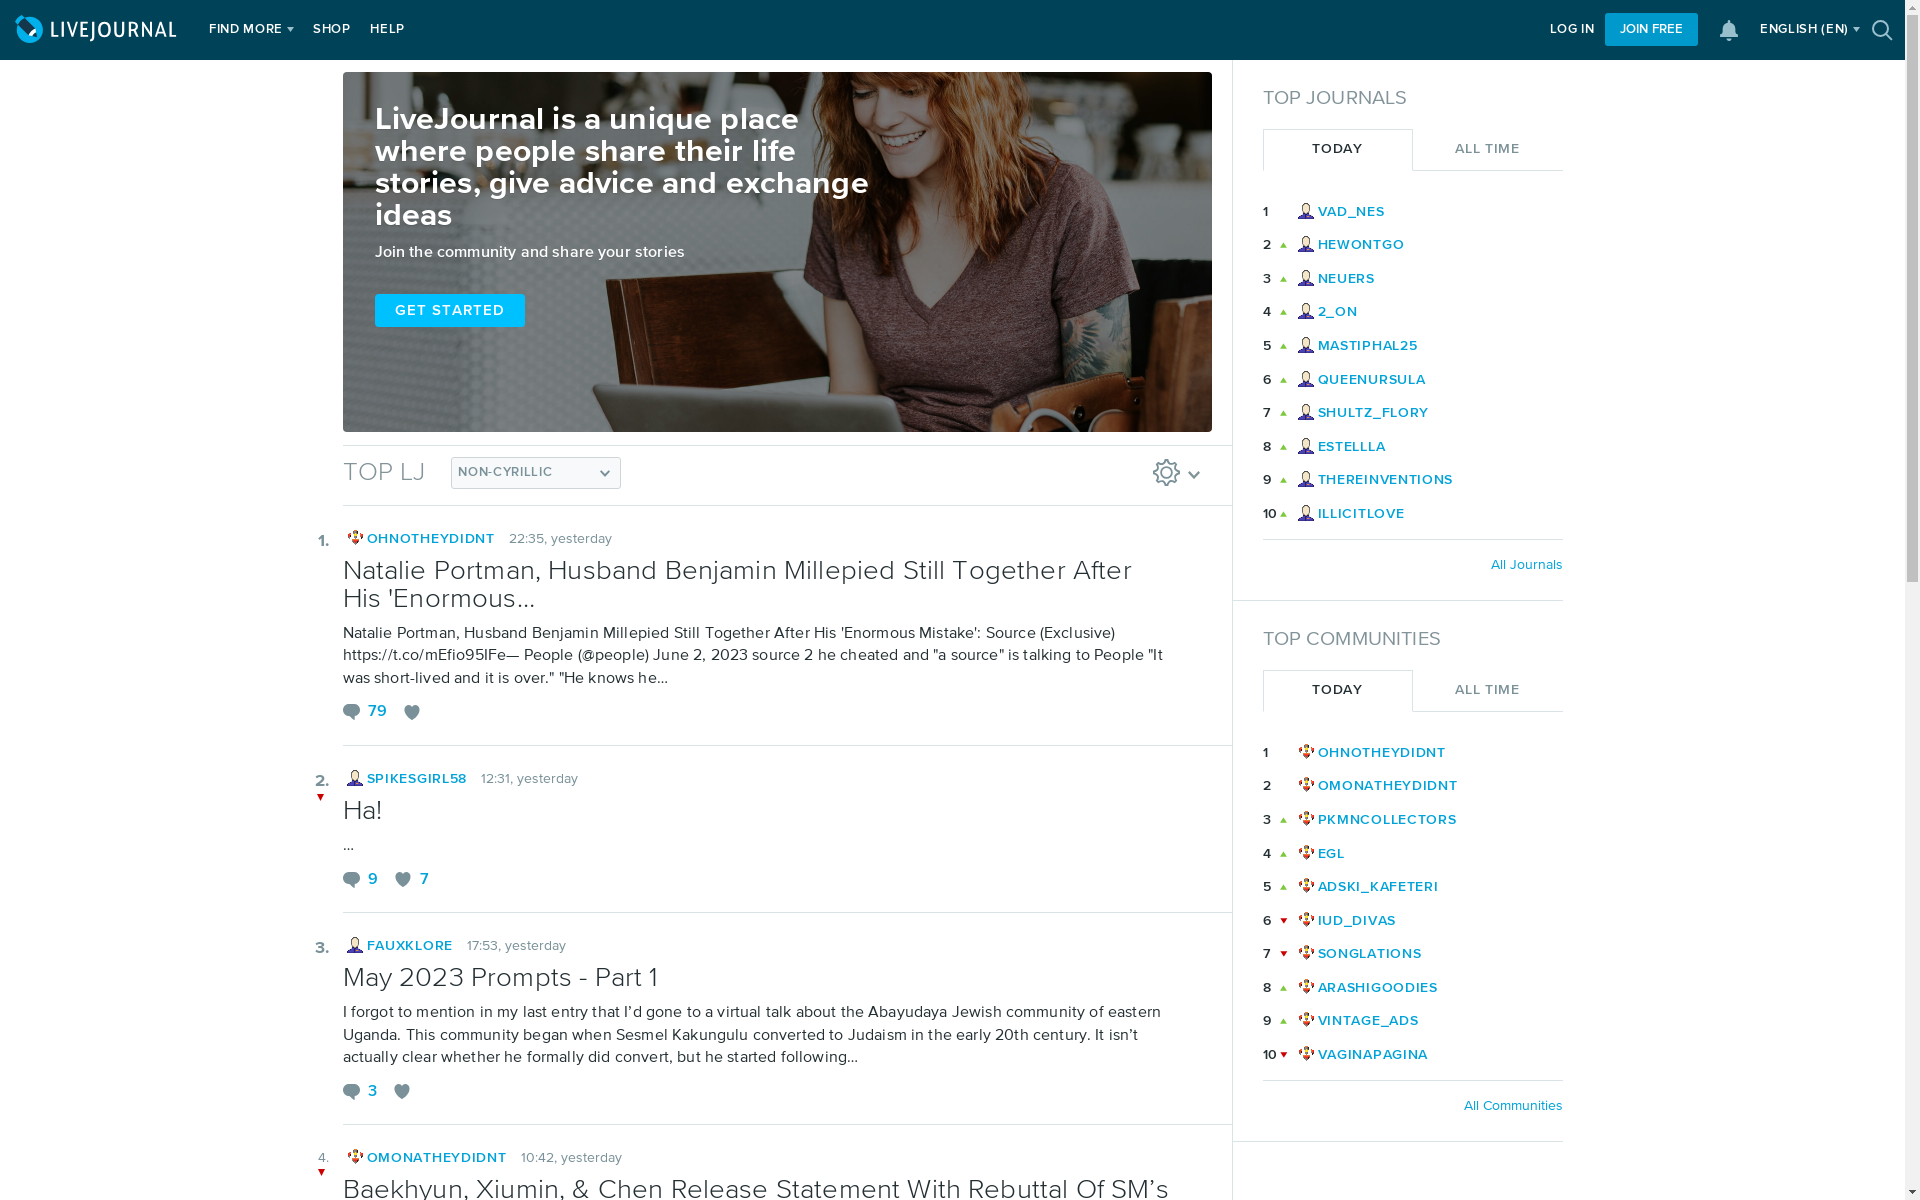 LIVEJOURNAL FIND MORE SHOP HELP LOG IN JOIN FREE ENGLISH (EN)
LiveJournal is a unique place
where people share their life
stories, give advice and exchange
ideas
Join the community and share your stories
GET STARTED
TOP LJ NON-CYRILLIC
1. OHNOTHEYDIDNT 22:35, yesterday
Natalie Portman, Husband Benjamin Millepied Still Together After
His 'Enormous...
Natalie Portman, Husband Benjamin Millepied Still Together After His 'Enormous Mistake': Source (Exclusive)
https://t.co/mEfio95IFe— People (@people) June 2, 2023 source 2 he cheated and "a source" is talking to People "It
was short-lived and it is over." "He knows he…
79
2. SPIKESGIRL58 12:31, yesterday
Ha!
...
9 7
3. FAUXKLORE 17:53, yesterday
May 2023 Prompts - Part 1
I forgot to mention in my last entry that I’d gone to a virtual talk about the Abayudaya Jewish community of eastern
Uganda. This community began when Sesmel Kakungulu converted to Judaism in the early 20th century. It isn’t
actually clear whether he formally did convert, but he started following…
3
4. OMONATHEYDIDNT 10:42, yesterday
Baekhyun, Xiumin, & Chen Release Statement With Rebuttal Of SM’s
TOP JOURNALS
TODAY ALL TIME
1 VAD_NES
2 HEWONTGO
3 NEUERS
4 2_ON
5 MASTIPHAL25
6 QUEENURSULA
7 SHULTZ_FLORY
8 ESTELLLA
9 THEREINVENTIONS
10 ILLICITLOVE
All Journals
TOP COMMUNITIES
TODAY ALL TIME
1 OHNOTHEYDIDNT
2 OMONATHEYDIDNT
3 PKMNCOLLECTORS
4 EGL
5 ADSKI_KAFETERI
6 IUD_DIVAS
7 SONGLATIONS
8 ARASHIGOODIES
9 VINTAGE_ADS
10 VAGINAPAGINA
All Communities